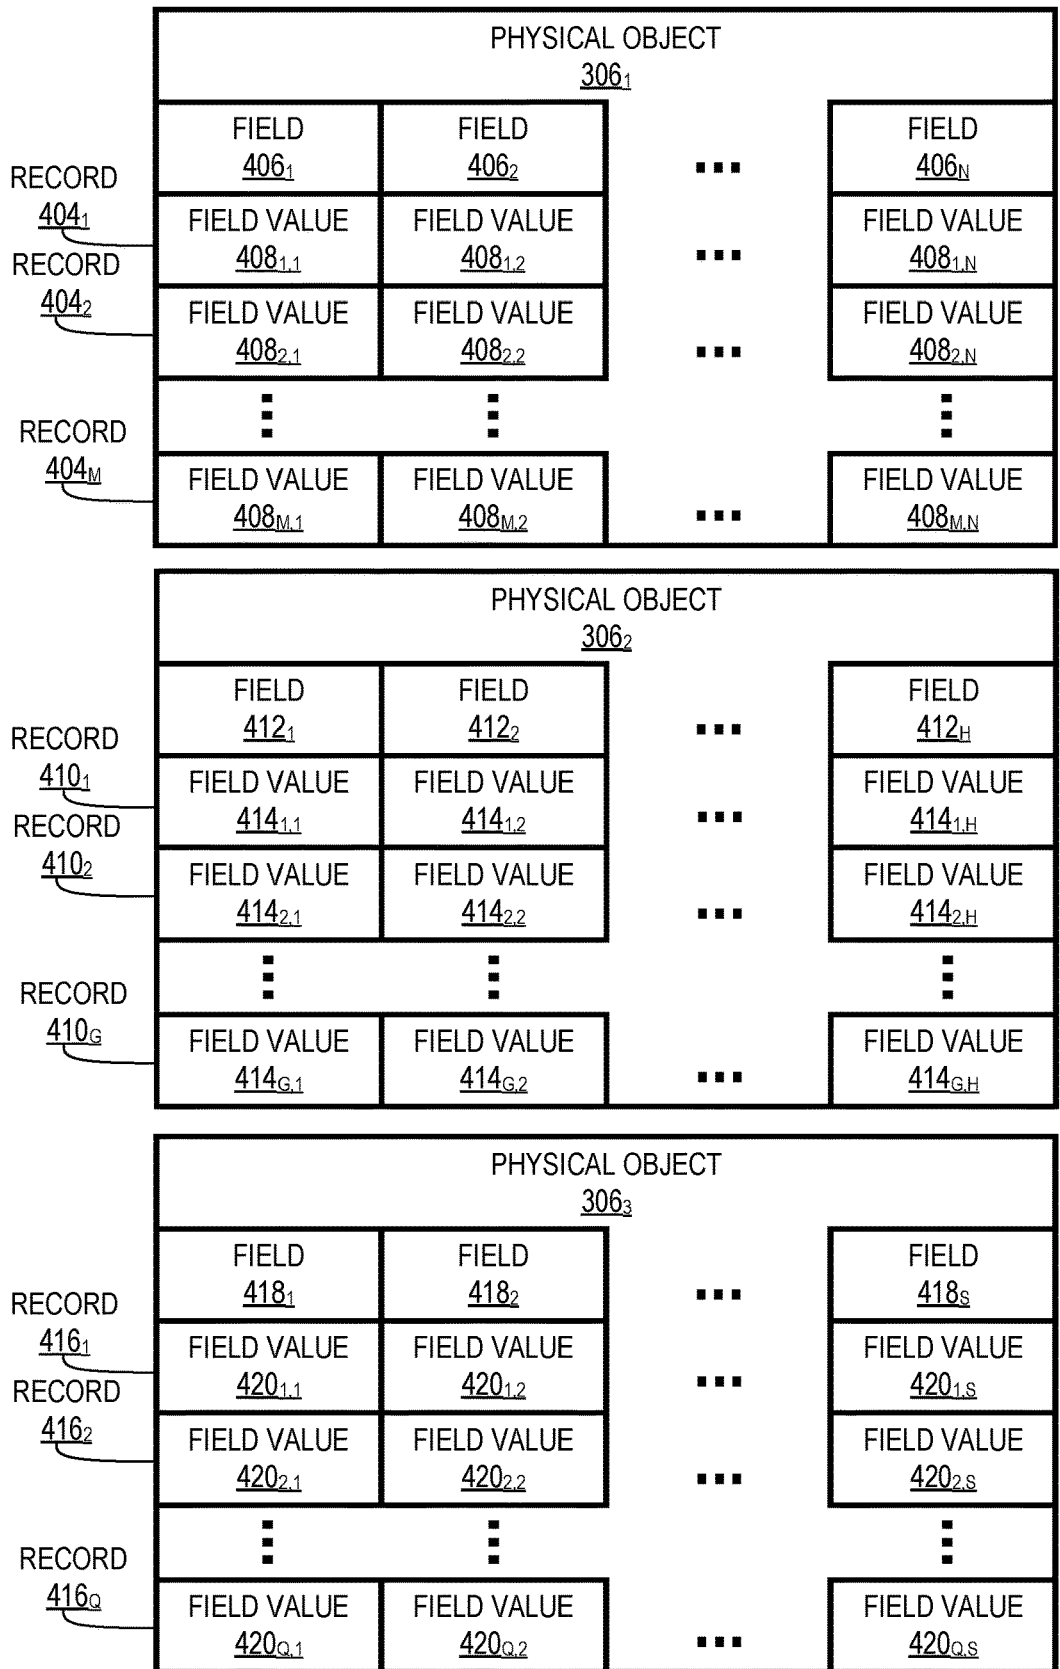 PHYSICAL OBJECT
306₁
FIELD FIELD FIELD
406₁ 406₂ ... 406N
RECORD
404₁
FIELD VALUE FIELD VALUE FIELD VALUE
408₁,₁ 408₁,₂ ... 408₁,N
RECORD
404₂
FIELD VALUE FIELD VALUE FIELD VALUE
408₂,₁ 408₂,₂ ... 408₂,N
RECORD
404M
FIELD VALUE FIELD VALUE FIELD VALUE
408M,₁ 408M,₂ ... 408M,N
PHYSICAL OBJECT
306₂
FIELD FIELD FIELD
412₁ 412₂ ... 412H
RECORD
410₁
FIELD VALUE FIELD VALUE FIELD VALUE
414₁,₁ 414₁,₂ ... 414₁,H
RECORD
410₂
FIELD VALUE FIELD VALUE FIELD VALUE
414₂,₁ 414₂,₂ ... 414₂,H
RECORD
410G
FIELD VALUE FIELD VALUE FIELD VALUE
414G,₁ 414G,₂ ... 414G,H
PHYSICAL OBJECT
306₃
FIELD FIELD FIELD
418₁ 418₂ ... 418S
RECORD
416₁
FIELD VALUE FIELD VALUE FIELD VALUE
420₁,₁ 420₁,₂ ... 420₁,S
RECORD
416₂
FIELD VALUE FIELD VALUE FIELD VALUE
420₂,₁ 420₂,₂ ... 420₂,S
RECORD
416Q
FIELD VALUE FIELD VALUE FIELD VALUE
420Q,₁ 420Q,₂ ... 420Q,S